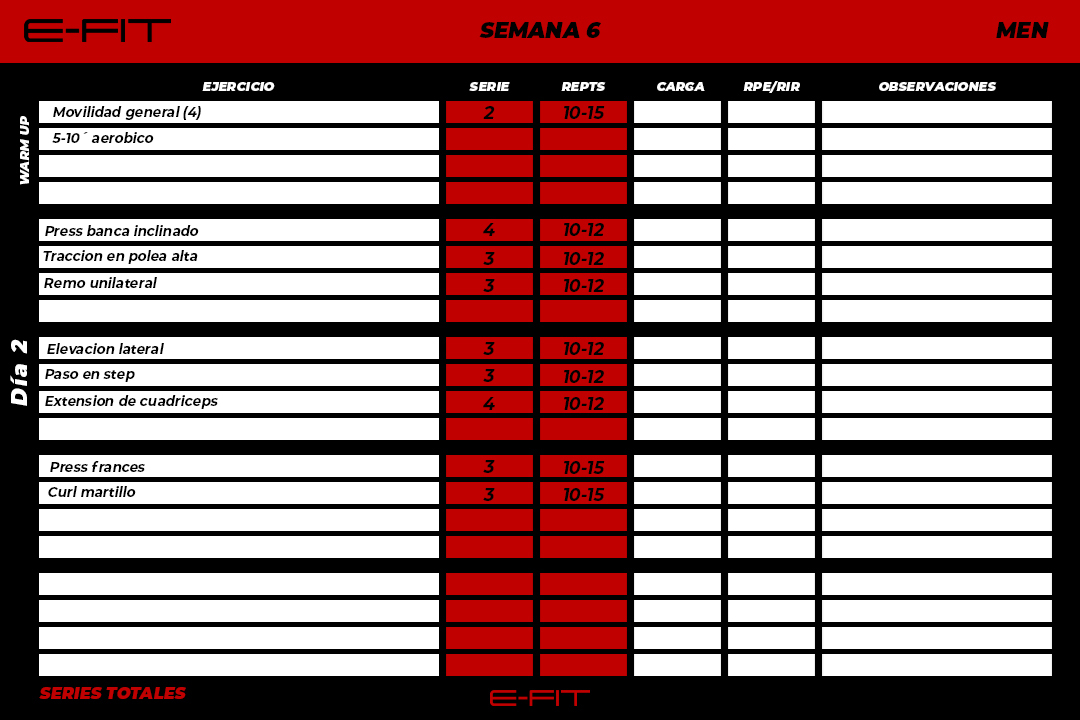 E-FIT SEMANA 6 MEN
EJERCICIO SERIE REPTS CARGA RPE/RIR OBSERVACIONES
WARM UP
Movilidad general (4) 2 10-15
5-10´ aerobico
Press banca inclinado 4 10-12
Traccion en polea alta 3 10-12
Remo unilateral 3 10-12
Día 2
Elevacion lateral 3 10-12
Paso en step 3 10-12
Extension de cuadriceps 4 10-12
Press frances 3 10-15
Curl martillo 3 10-15
SERIES TOTALES E-FIT